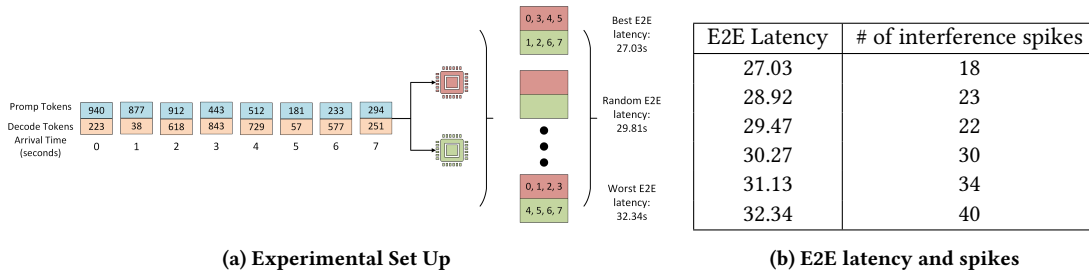 Promp Tokens
940 877 912 443 512 181 233 294
Decode Tokens
223 38 618 843 729 57 577 251
Arrival Time
(seconds)
0 1 2 3 4 5 6 7
0, 3, 4, 5
1, 2, 6, 7
Best E2E
latency:
27.03s
Random E2E
latency:
29.81s
0, 1, 2, 3
4, 5, 6, 7
Worst E2E
latency:
32.34s
(a) Experimental Set Up
E2E Latency # of interference spikes
27.03 18
28.92 23
29.47 22
30.27 30
31.13 34
32.34 40
(b) E2E latency and spikes